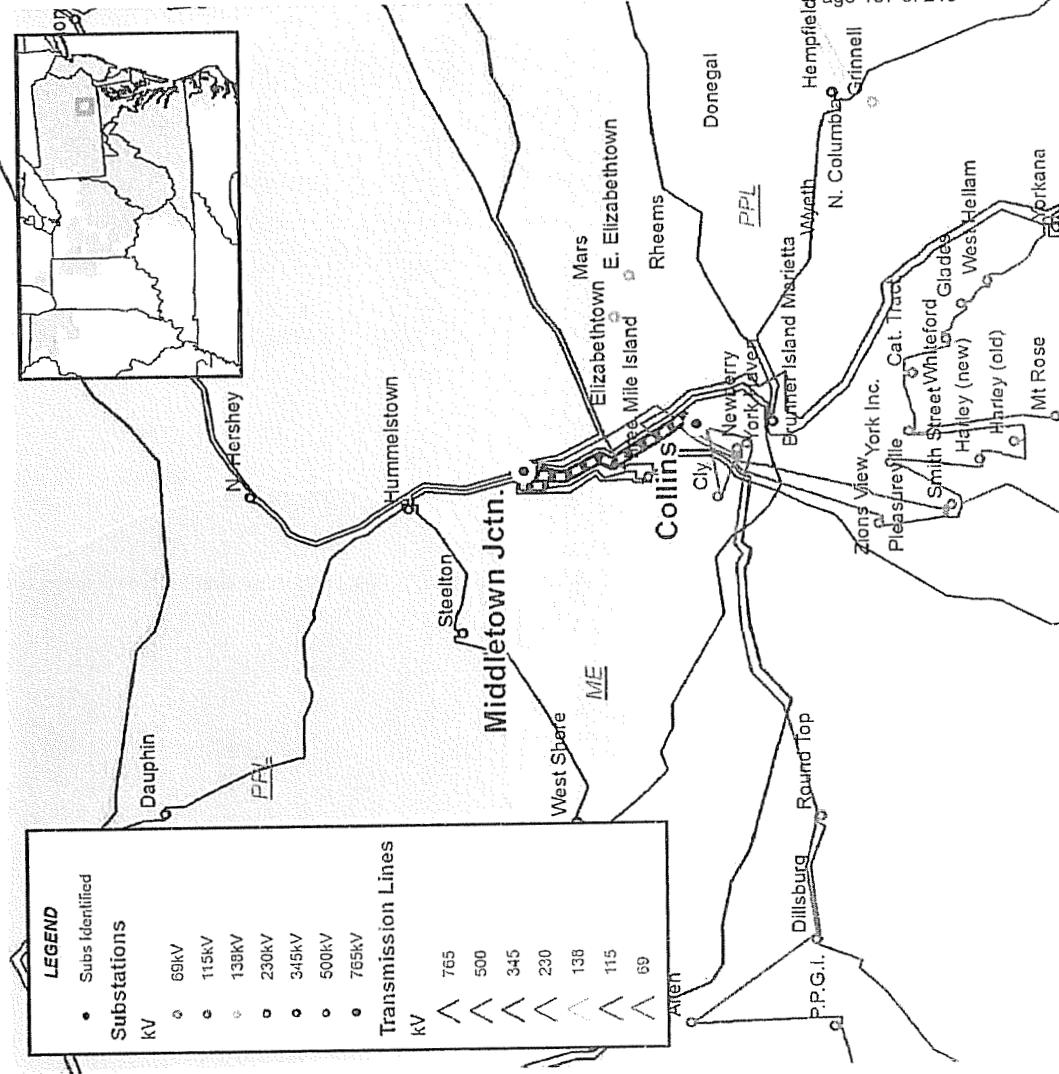 LEGEND
Subs Identified
Substations
kV
69kV
115kV
138kV
230kV
345kV
500kV
765kV
Transmission Lines
kV
765
500
345
230
138
115
69
Dauphin
PPL
N. Hershey
Hummelstown
Steelton
Middletown Jctn.
West Shore
ME
Mars
Elizabethtown
E. Elizabethtown
Rheems
Mile Island
Donegal
PPL
Hempfield
Grinnell
N. Columbia
Wyeth
Marietta
Brunner Island
Newberry
York Haven
Collins
Cly
Zions View
York Inc.
Pleasureville
Cat. Tract
Smith Street
Whiteford
Glades
West Hellam
Yorkana
Harley (new)
Harley (old)
Mt Rose
Round Top
Dillsburg
P.P.G.I.
Allen